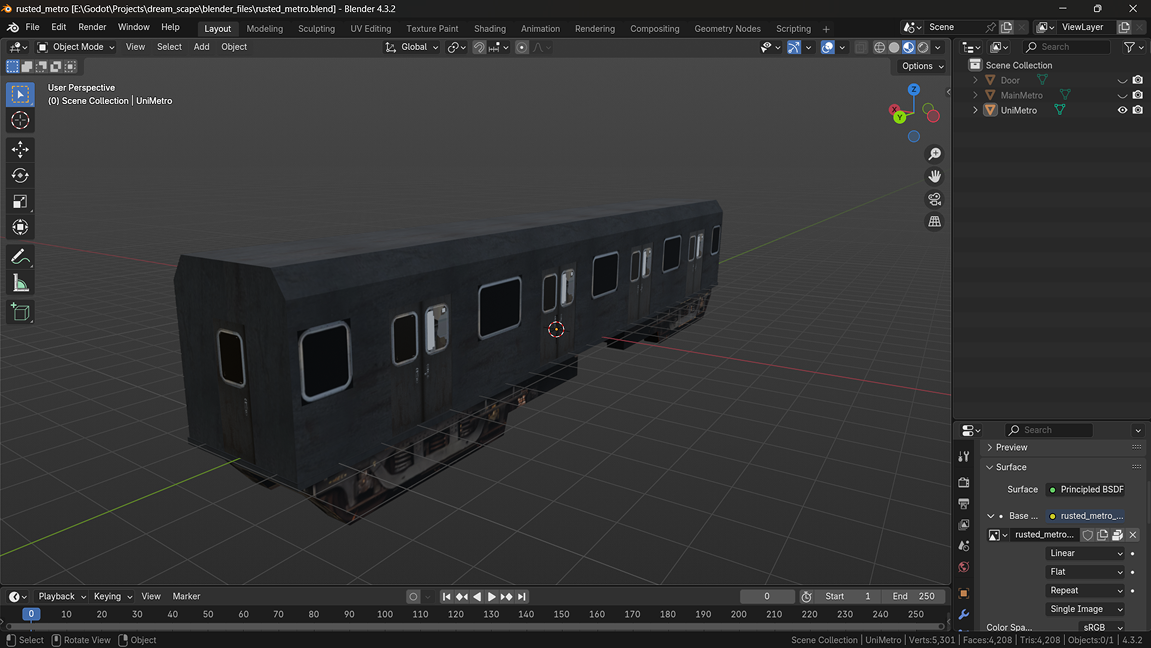 rusted_metro [E:\Godot\Projects\dream_scape\blender_files\rusted_metro.blend] - Blender 4.3.2
File Edit Render Window Help Layout Modeling Sculpting UV Editing Texture Paint Shading Animation Rendering Compositing Geometry Nodes Scripting + Scene ViewLayer
Object Mode View Select Add Object Global Search
Options
User Perspective
(0) Scene Collection | UniMetro
Z
X
Y
Scene Collection
Door
MainMetro
UniMetro
Search
Preview
Surface
Surface Principled BSDF
Base ... rusted_metro_...
rusted_metro...
Linear
Flat
Repeat
Single Image
Color Spa... sRGB
Playback Keying View Marker 0 Start 1 End 250
0 10 20 30 40 50 60 70 80 90 100 110 120 130 140 150 160 170 180 190 200 210 220 230 240 250
Select Rotate View Object Scene Collection | UniMetro | Verts:5,301 | Faces:4,208 | Tris:4,208 | Objects:0/1 | 4.3.2